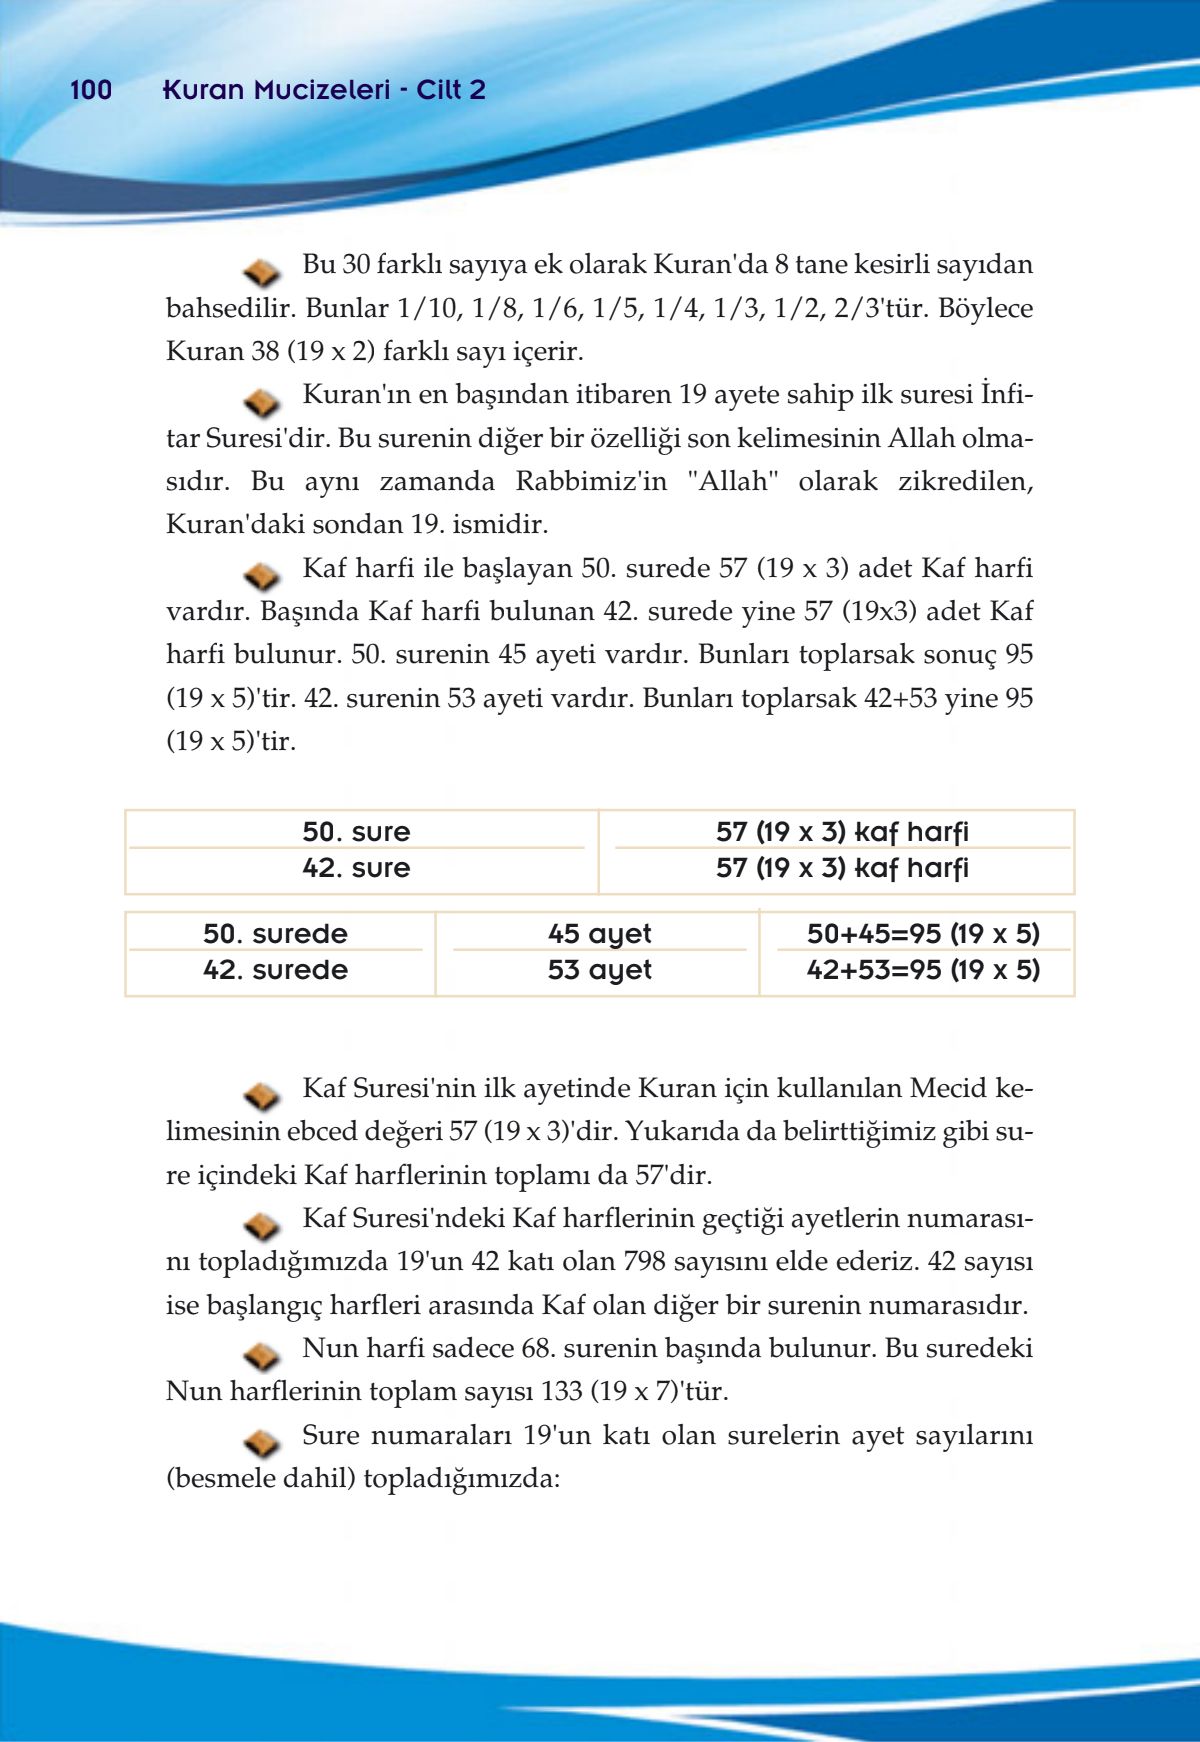 100 Kuran Mucizeleri - Cilt 2
Bu 30 farklı sayıya ek olarak Kuran'da 8 tane kesirli sayıdan
bahsedilir. Bunlar 1/10, 1/8, 1/6, 1/5, 1/4, 1/3, 1/2, 2/3'tür. Böylece
Kuran 38 (19 x 2) farklı sayı içerir.
Kuran'ın en başından itibaren 19 ayete sahip ilk suresi İnfi-
tar Suresi'dir. Bu surenin diğer bir özelliği son kelimesinin Allah olma-
sıdır. Bu aynı zamanda Rabbimiz'in "Allah" olarak zikredilen,
Kuran'daki sondan 19. ismidir.
Kaf harfi ile başlayan 50. surede 57 (19 x 3) adet Kaf harfi
vardır. Başında Kaf harfi bulunan 42. surede yine 57 (19x3) adet Kaf
harfi bulunur. 50. surenin 45 ayeti vardır. Bunları toplarsak sonuç 95
(19 x 5)'tir. 42. surenin 53 ayeti vardır. Bunları toplarsak 42+53 yine 95
(19 x 5)'tir.
50. sure 57 (19 x 3) kaf harfi
42. sure 57 (19 x 3) kaf harfi
50. surede 45 ayet 50+45=95 (19 x 5)
42. surede 53 ayet 42+53=95 (19 x 5)
Kaf Suresi'nin ilk ayetinde Kuran için kullanılan Mecid ke-
limesinin ebced değeri 57 (19 x 3)'dir. Yukarıda da belirttiğimiz gibi su-
re içindeki Kaf harflerinin toplamı da 57'dir.
Kaf Suresi'ndeki Kaf harflerinin geçtiği ayetlerin numarası-
nı topladığımızda 19'un 42 katı olan 798 sayısını elde ederiz. 42 sayısı
ise başlangıç harfleri arasında Kaf olan diğer bir surenin numarasıdır.
Nun harfi sadece 68. surenin başında bulunur. Bu suredeki
Nun harflerinin toplam sayısı 133 (19 x 7)'tür.
Sure numaraları 19'un katı olan surelerin ayet sayılarını
(besmele dahil) topladığımızda: